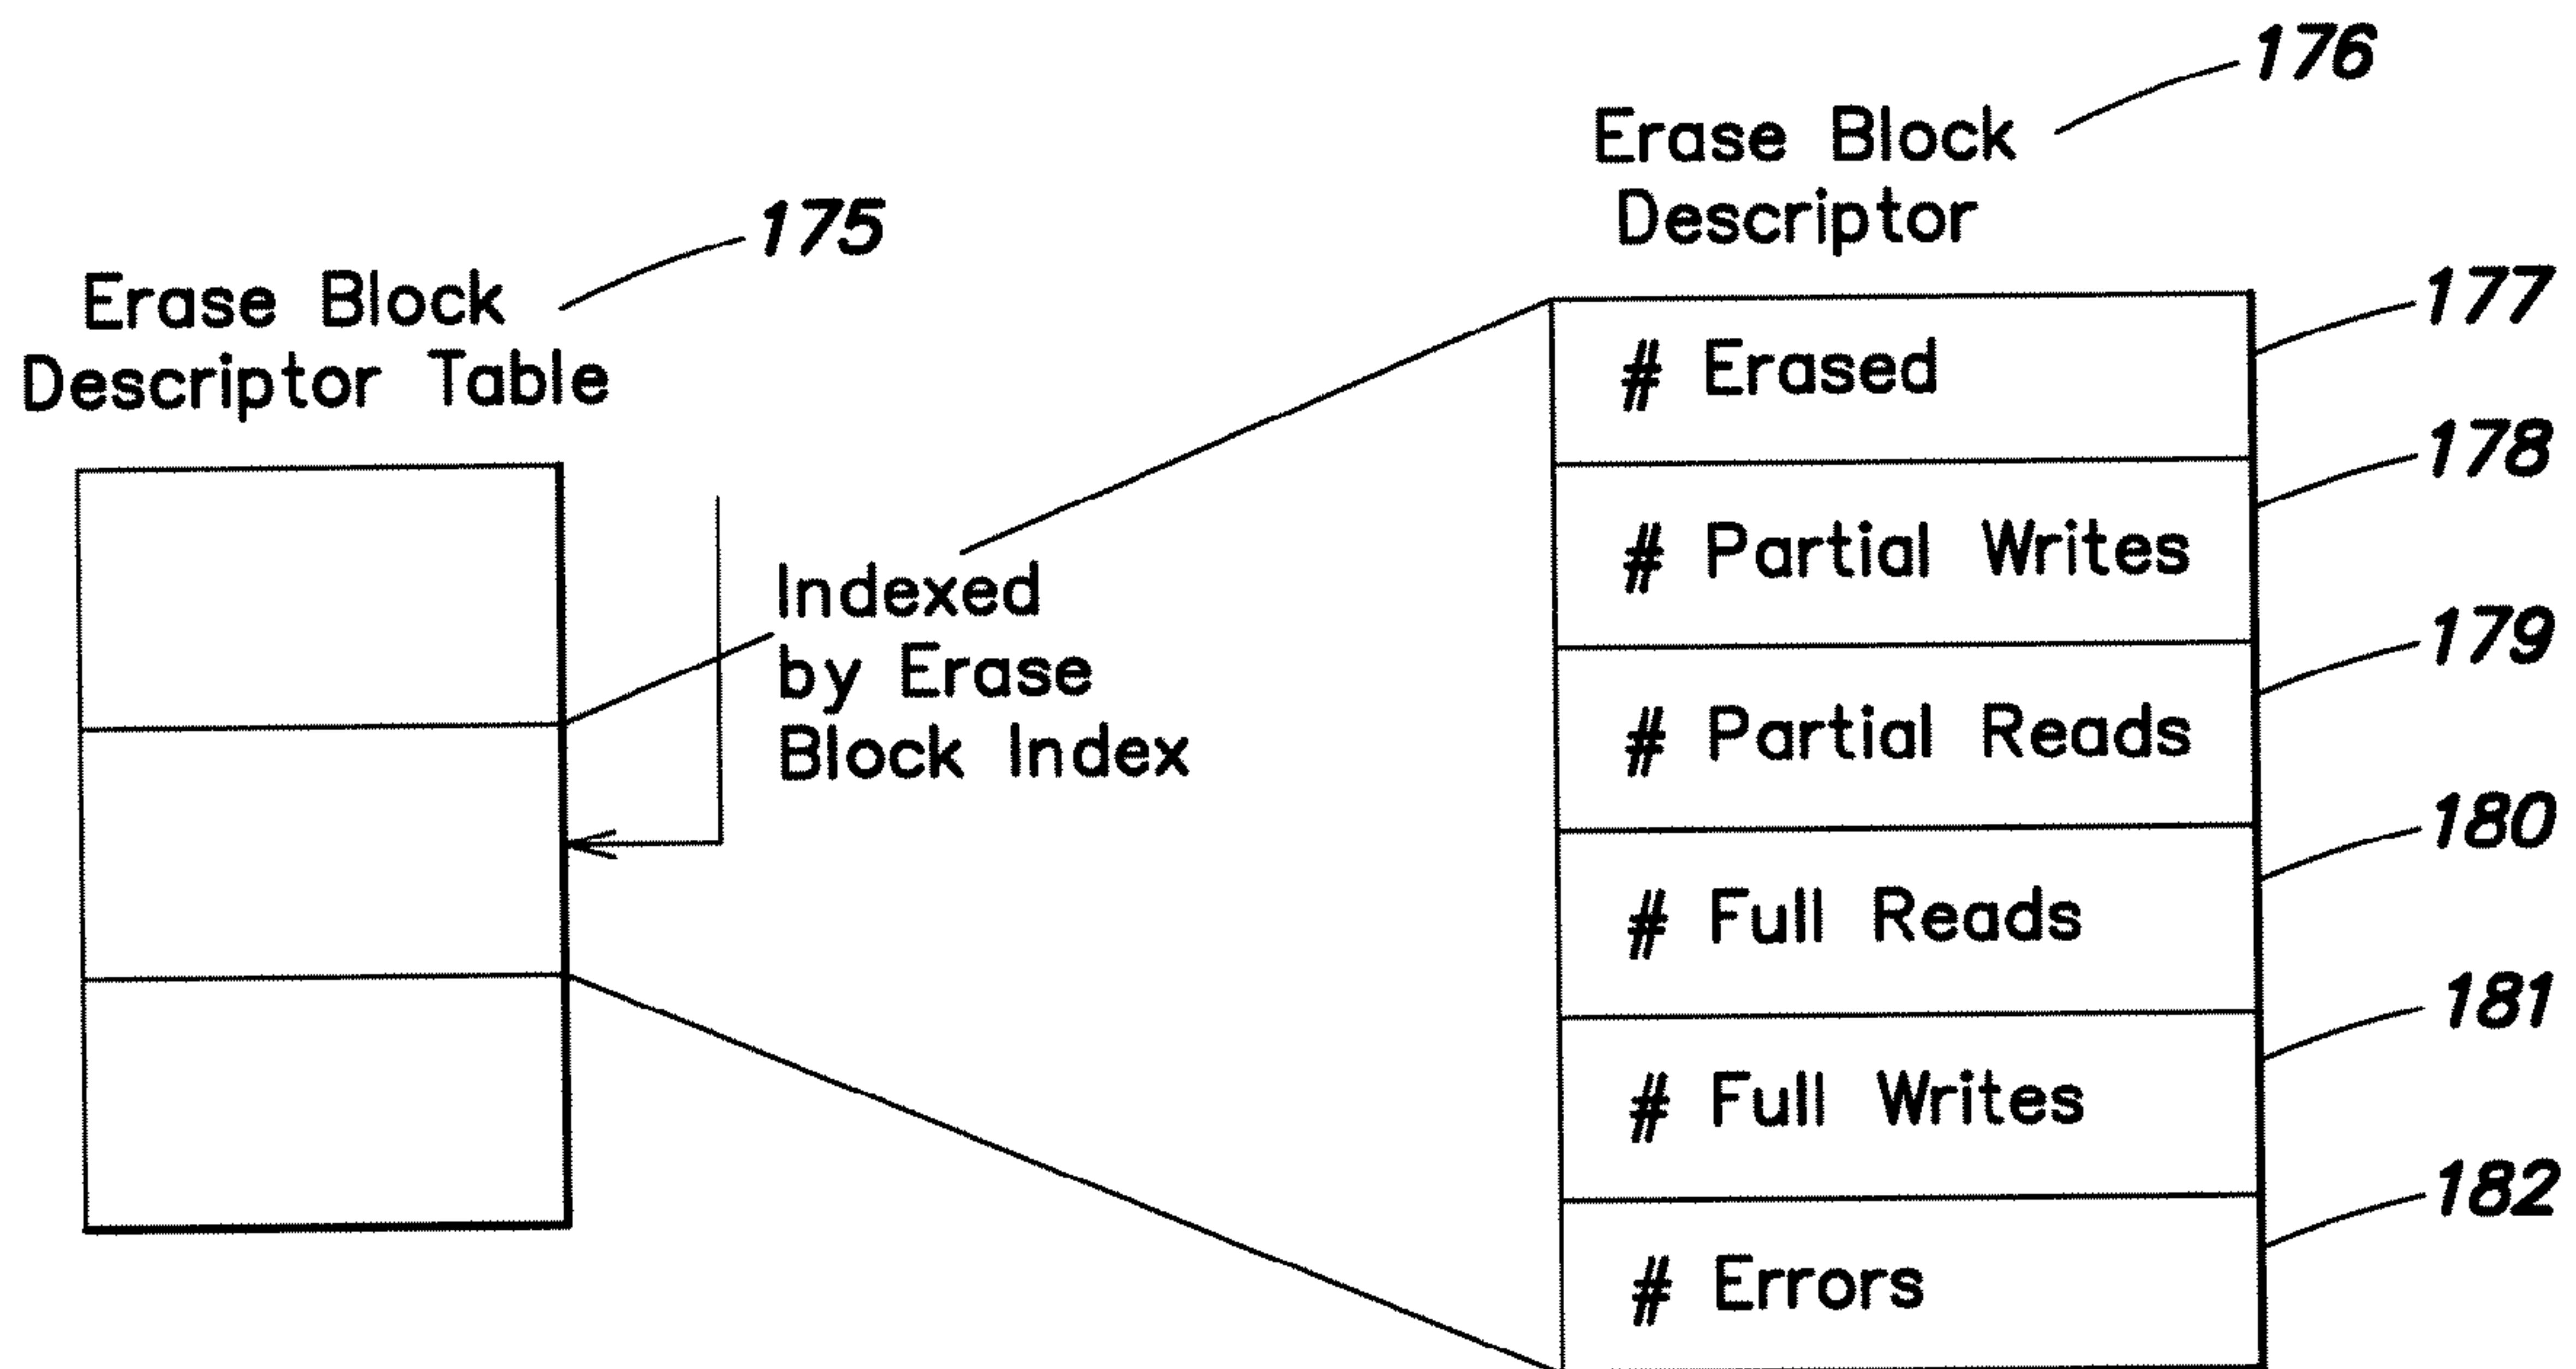 176
Erase Block
Descriptor
175
Erase Block
Descriptor Table
177
# Erased
178
# Partial Writes
Indexed
by Erase
Block Index
179
# Partial Reads
180
# Full Reads
181
# Full Writes
182
# Errors